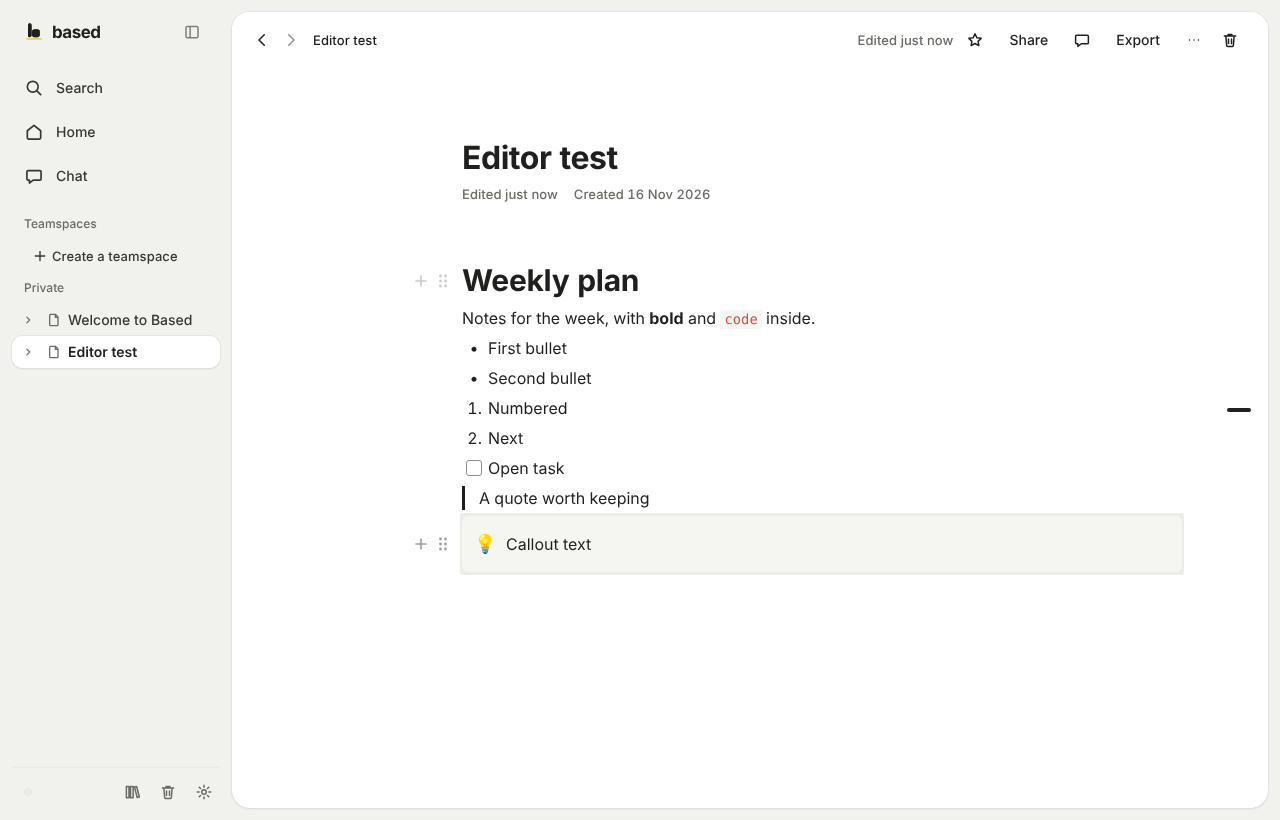 based
Search
Home
Chat
Teamspaces
Create a teamspace
Private
Welcome to Based
Editor test
Editor test
Edited just now
Share
Export
Editor test
Edited just now Created 16 Nov 2026
Weekly plan
Notes for the week, with bold and code inside.
• First bullet
• Second bullet
1. Numbered
2. Next
Open task
A quote worth keeping
💡 Callout text